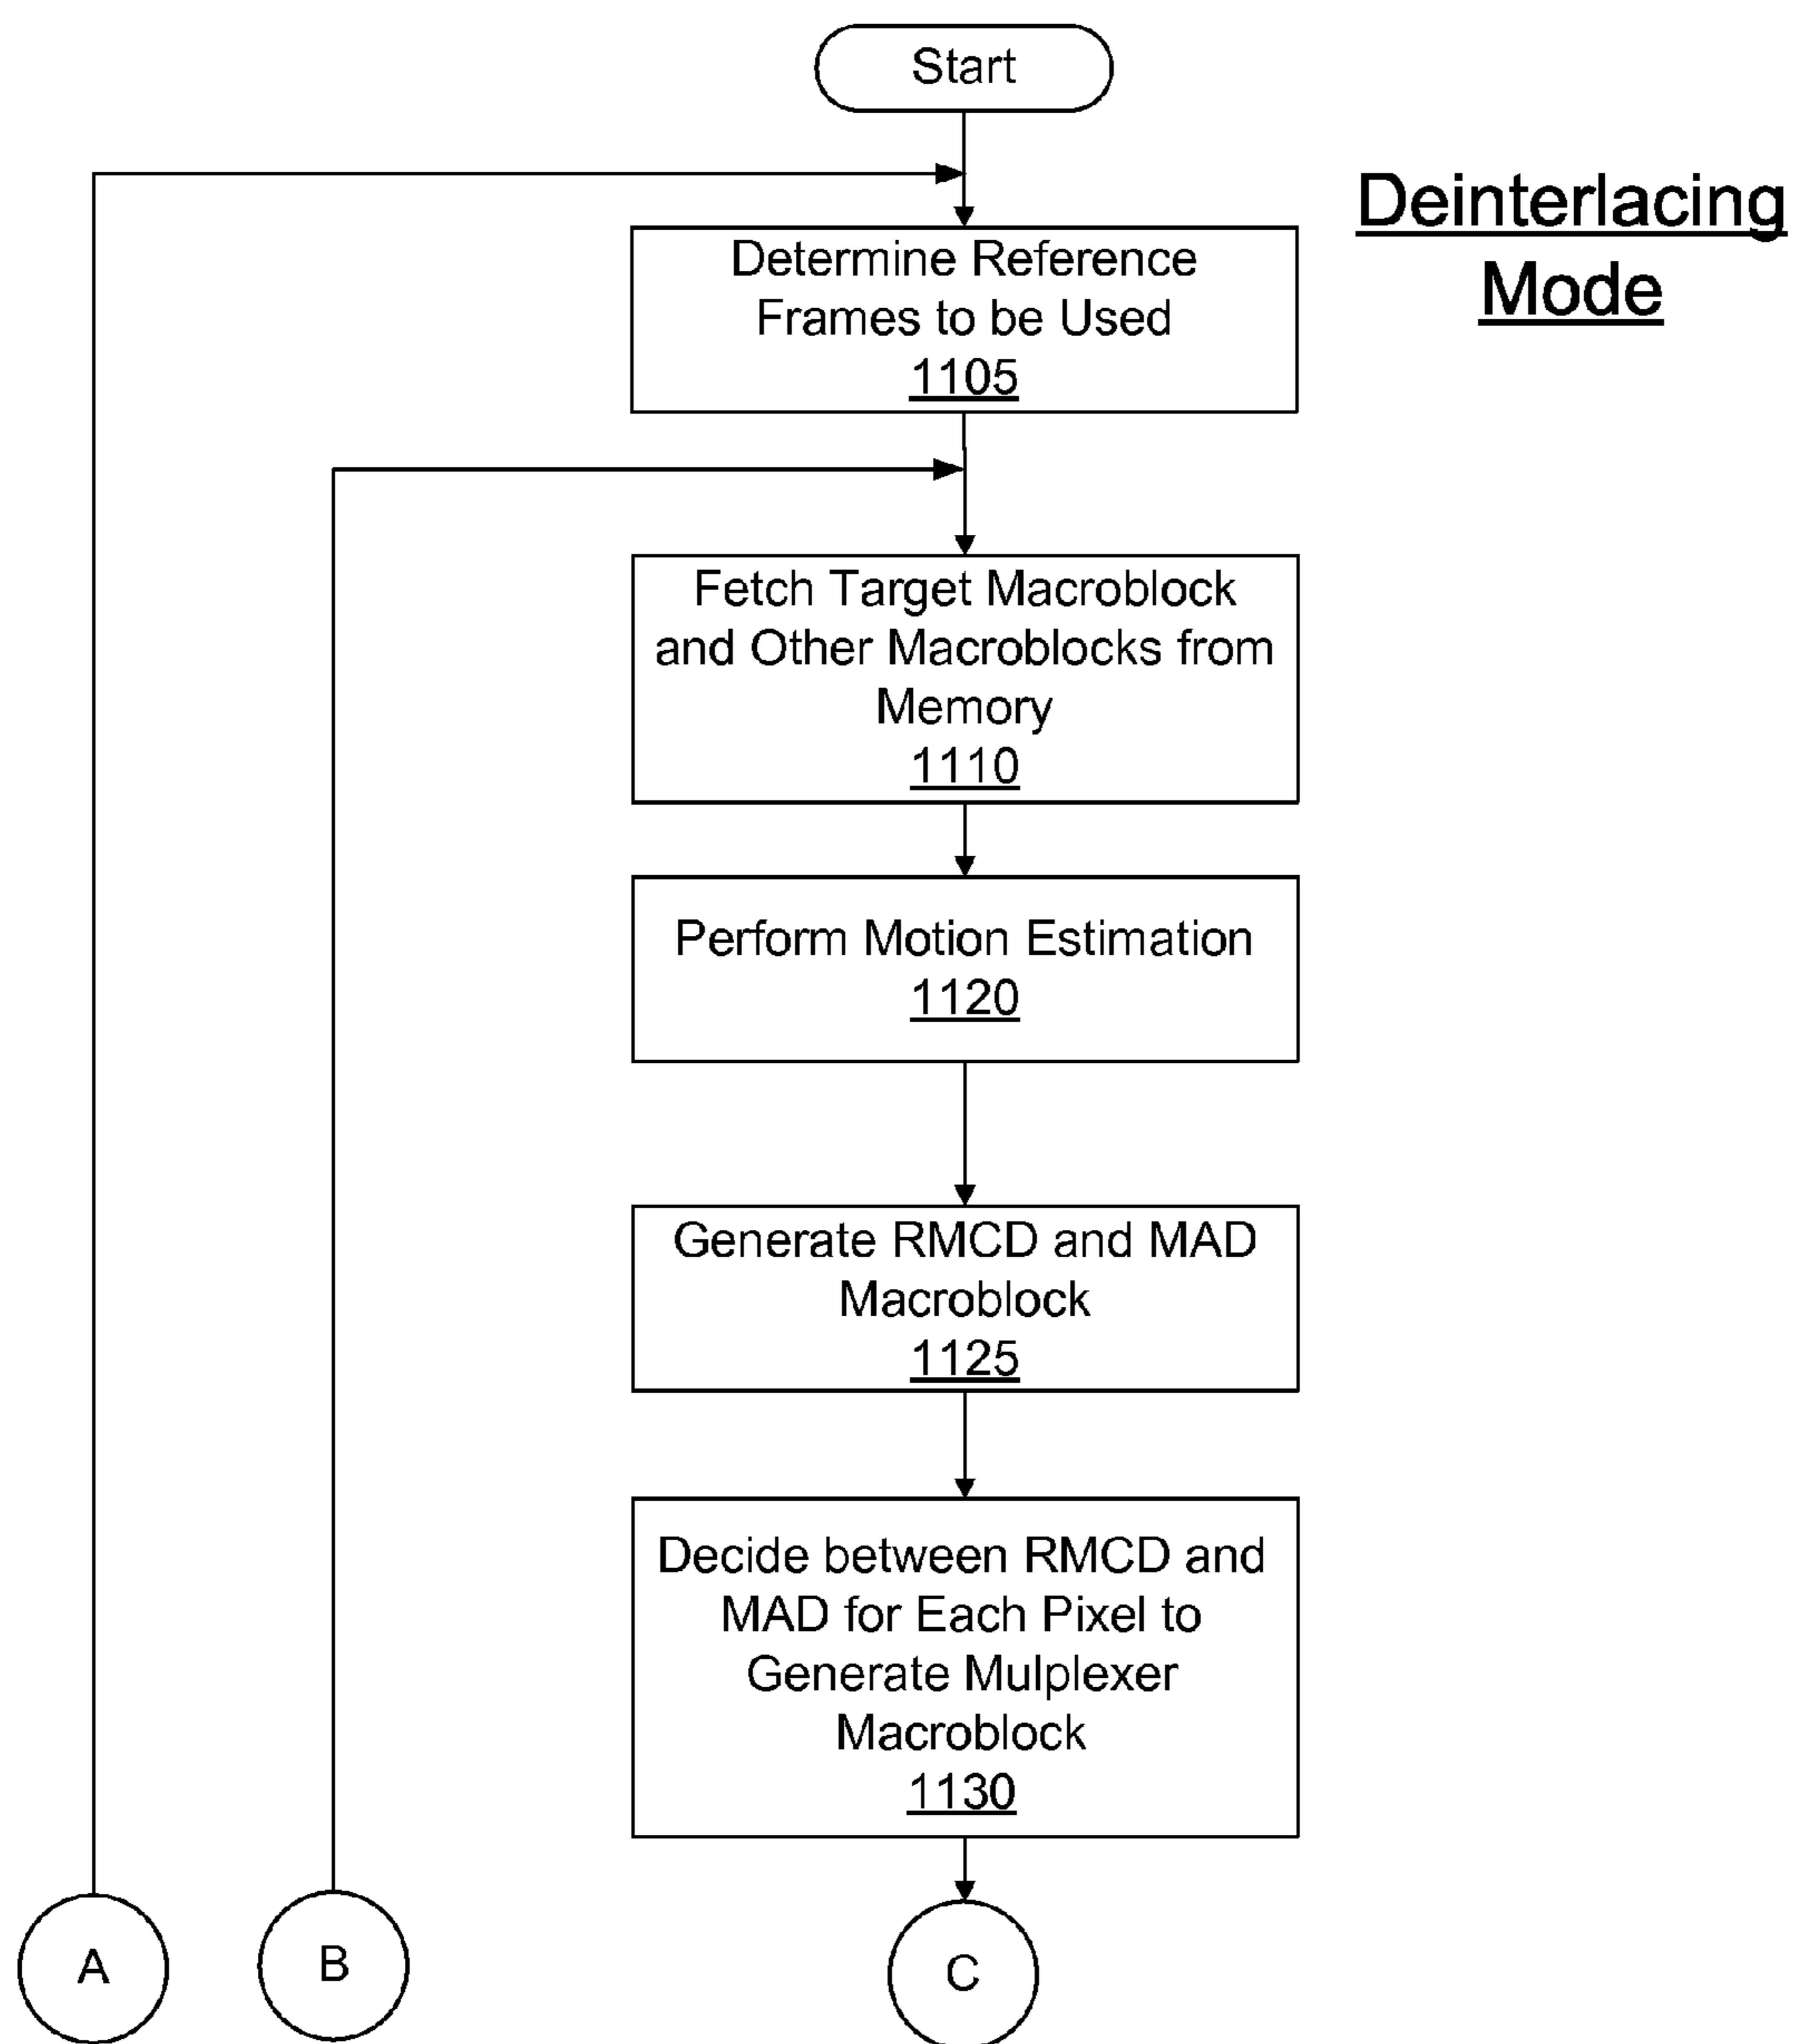 Start
Deinterlacing
Mode
Determine Reference
Frames to be Used
1105
Fetch Target Macroblock
and Other Macroblocks from
Memory
1110
Perform Motion Estimation
1120
Generate RMCD and MAD
Macroblock
1125
Decide between RMCD and
MAD for Each Pixel to
Generate Mulplexer
Macroblock
1130
A
B
C